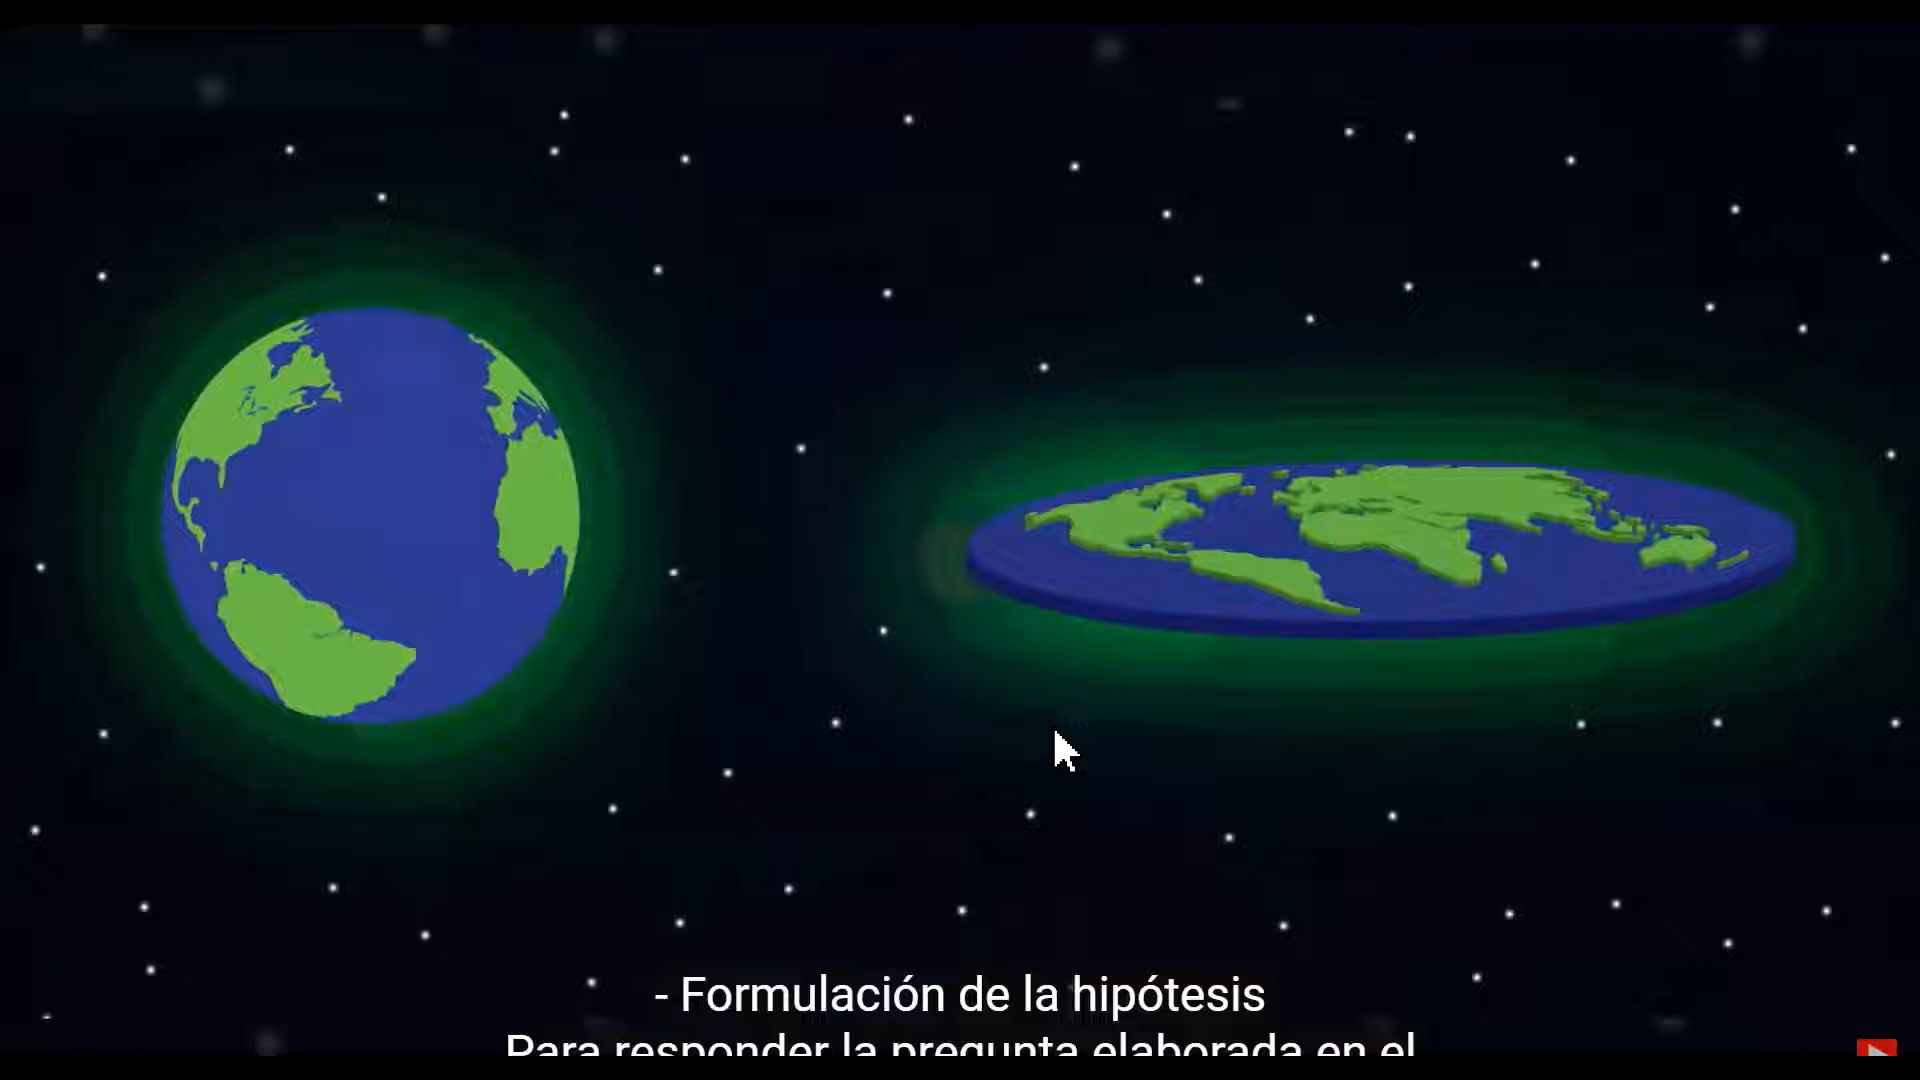 - Formulación de la hipótesis
Para responder la pregunta elaborada en el